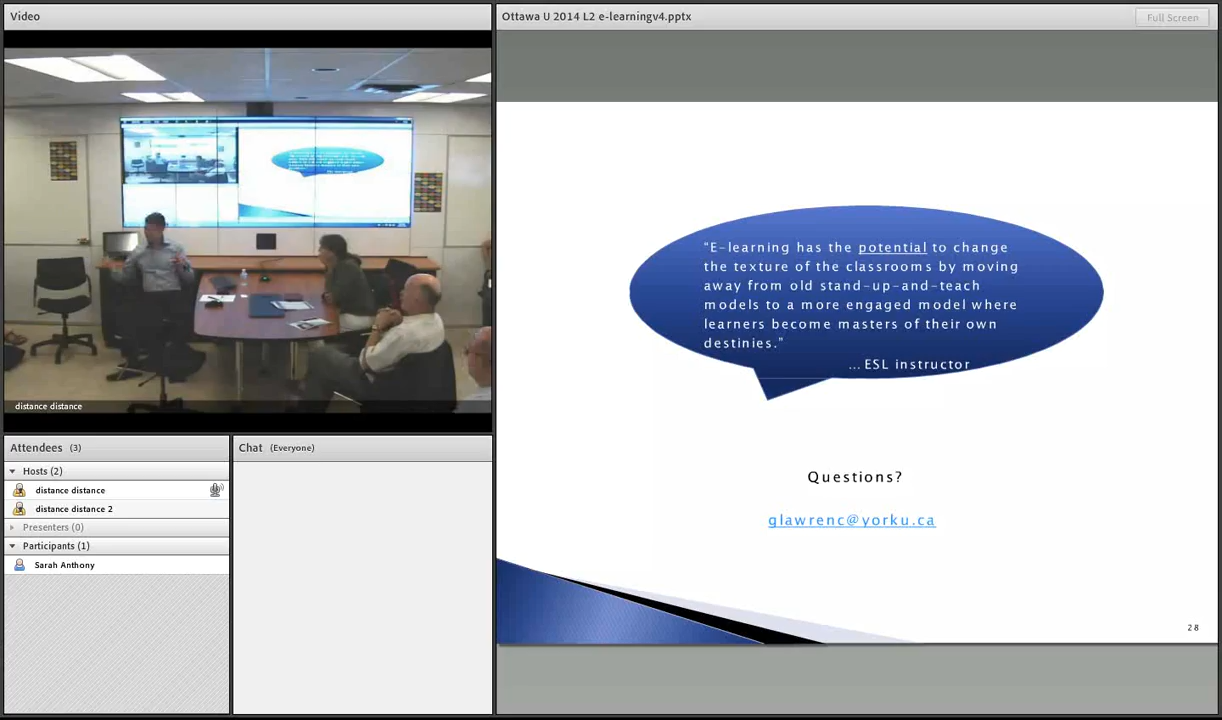 Video
Ottawa U 2014 L2 e-learningv4.pptx
Full Screen
distance distance
Attendees (3)
Hosts (2)
distance distance
distance distance 2
Presenters (0)
Participants (1)
Sarah Anthony
Chat (Everyone)
"E-learning has the potential to change
the texture of the classrooms by moving
away from old stand-up-and-teach
models to a more engaged model where
learners become masters of their own
destinies."
...ESL instructor
Questions?
glawrenc@yorku.ca
28